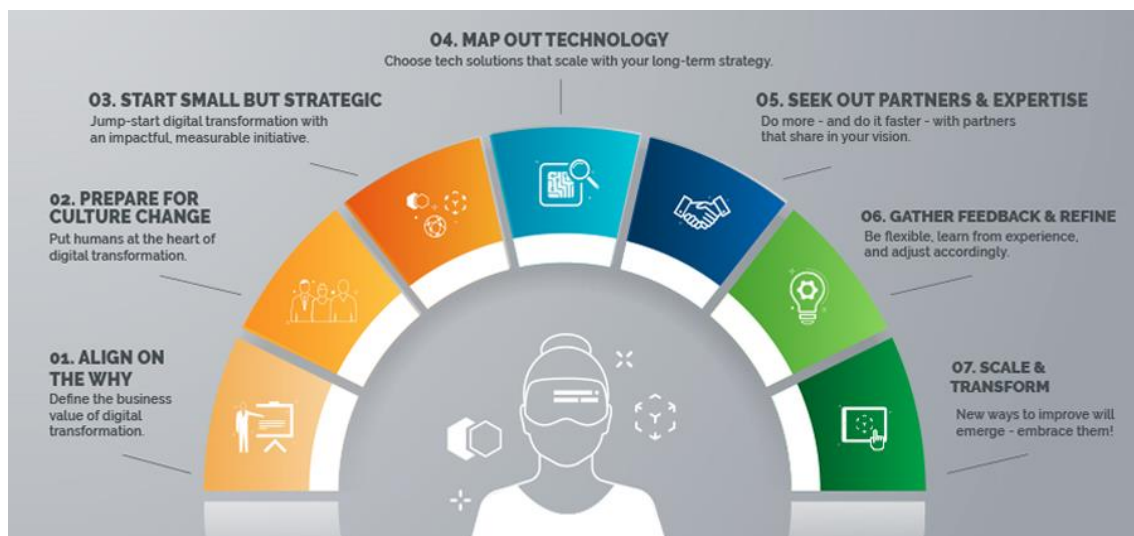 01. ALIGN ON
THE WHY
Define the business
value of digital
transformation.
02. PREPARE FOR
CULTURE CHANGE
Put humans at the heart of
digital transformation.
03. START SMALL BUT STRATEGIC
Jump-start digital transformation with
an impactful, measurable initiative.
04. MAP OUT TECHNOLOGY
Choose tech solutions that scale with your long-term strategy.
05. SEEK OUT PARTNERS & EXPERTISE
Do more - and do it faster - with partners
that share in your vision.
06. GATHER FEEDBACK & REFINE
Be flexible, learn from experience,
and adjust accordingly.
07. SCALE &
TRANSFORM
New ways to improve will
emerge - embrace them!